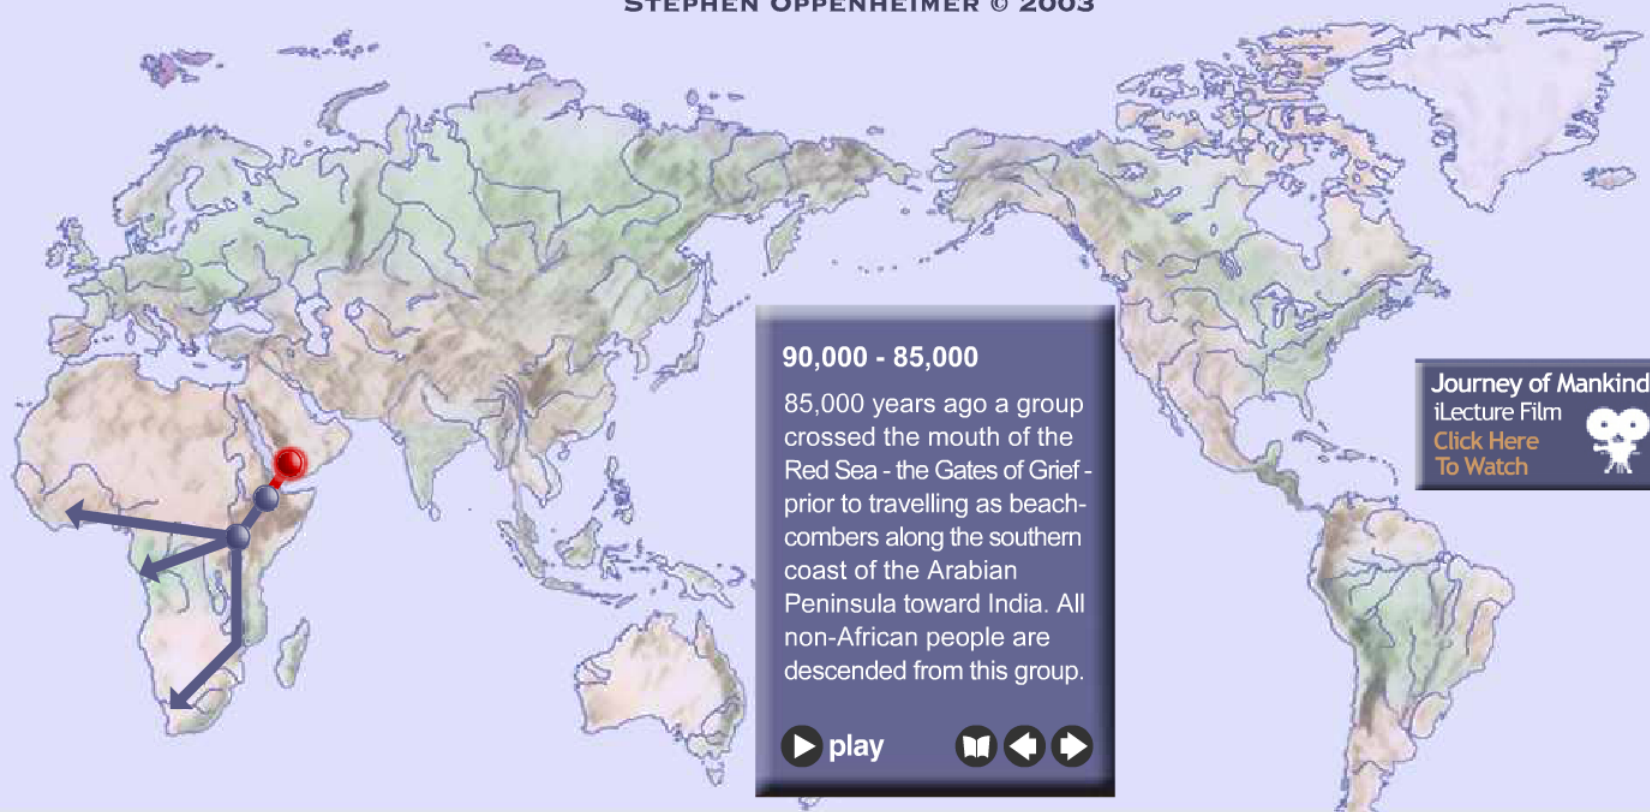 STEPHEN OPPENHEIMER © 2003
90,000 - 85,000
85,000 years ago a group
crossed the mouth of the
Red Sea - the Gates of Grief -
prior to travelling as beach-
combers along the southern
coast of the Arabian
Peninsula toward India. All
non-African people are
descended from this group.
play
Journey of Mankind
iLecture Film
Click Here
To Watch